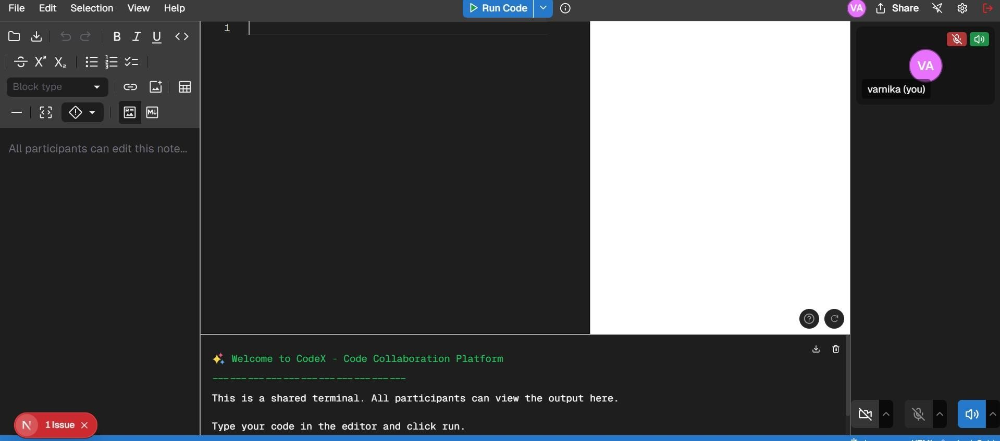 File Edit Selection View Help Run Code VA Share
1
Block type
All participants can edit this note...
VA
varnika (you)
✨ Welcome to CodeX - Code Collaboration Platform
---------------------------------
This is a shared terminal. All participants can view the output here.
Type your code in the editor and click run.
N 1 Issue ×